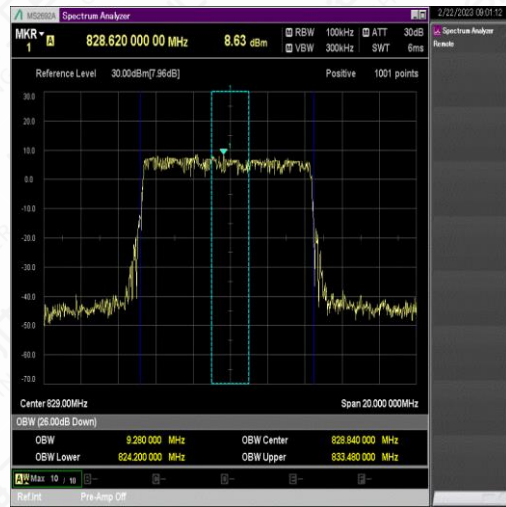 MS2692A Spectrum Analyzer
2/22/2023 09:01:12
MKR 1 828.620 000 00 MHz 8.63 dBm
RBW 100kHz ATT 30dB
VBW 300kHz SWT 6ms
Spectrum Analyzer
Remote
Reference Level 30.00dBm[7.96dB] Positive 1001 points
30.0
20.0
10.0
0.0
-10.0
-20.0
-30.0
-40.0
-50.0
-60.0
-70.0
Center 829.00MHz Span 20.000 000MHz
OBW (26.00dB Down)
OBW 9.280 000 MHz OBW Center 828.840 000 MHz
OBW Lower 824.200 000 MHz OBW Upper 833.480 000 MHz
Max 10 / 10
Ref.Int Pre-Amp Off